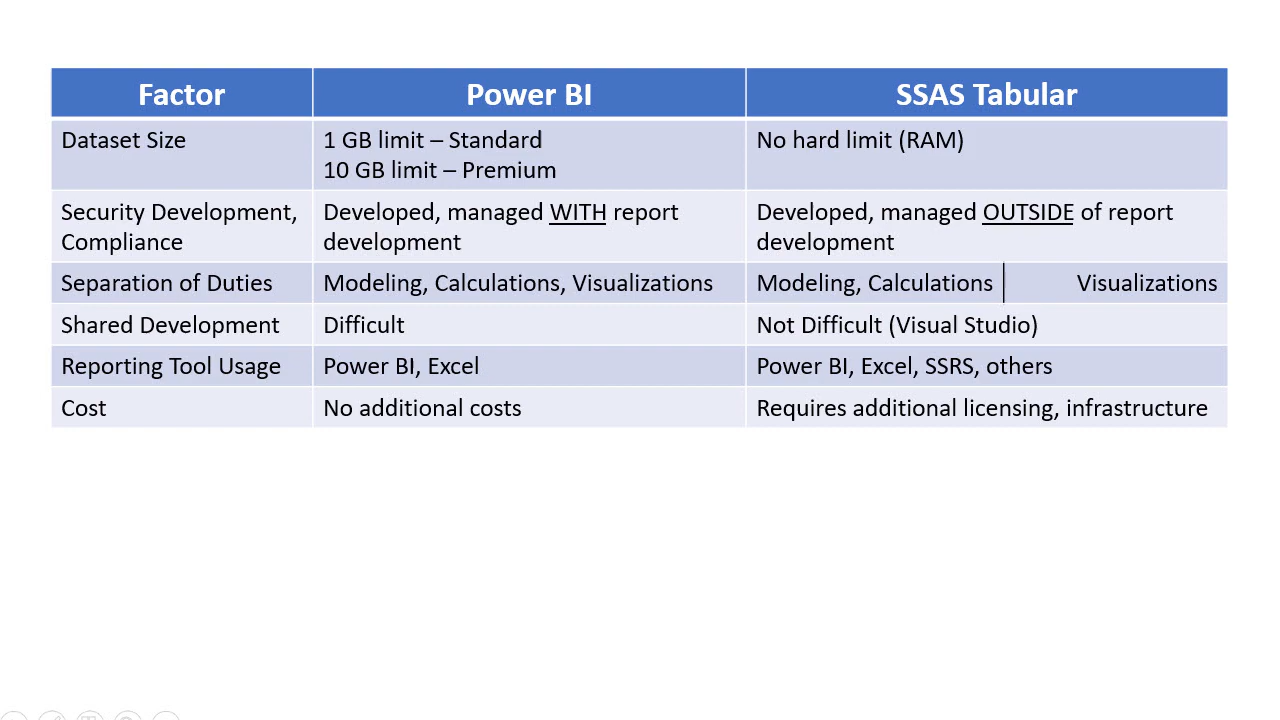 Factor Power BI SSAS Tabular
Dataset Size 1 GB limit – Standard No hard limit (RAM)
10 GB limit – Premium
Security Development, Developed, managed WITH report Developed, managed OUTSIDE of report
Compliance development development
Separation of Duties Modeling, Calculations, Visualizations Modeling, Calculations Visualizations
Shared Development Difficult Not Difficult (Visual Studio)
Reporting Tool Usage Power BI, Excel Power BI, Excel, SSRS, others
Cost No additional costs Requires additional licensing, infrastructure